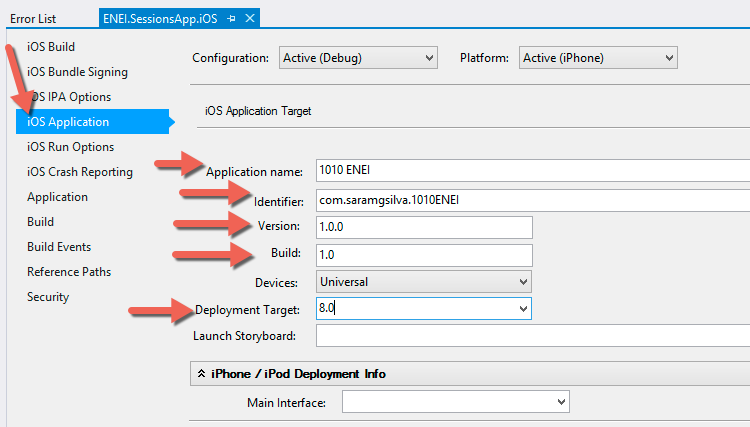 Error List
ENEI.SessionsApp.iOS
iOS Build
iOS Bundle Signing
iOS IPA Options
iOS Application
iOS Run Options
iOS Crash Reporting
Application
Build
Build Events
Reference Paths
Security
Configuration: Active (Debug) Platform: Active (iPhone)
iOS Application Target
Application name: 1010 ENEI
Identifier: com.saramgsilva.1010ENEI
Version: 1.0.0
Build: 1.0
Devices: Universal
Deployment Target: 8.0
Launch Storyboard:
iPhone / iPod Deployment Info
Main Interface: